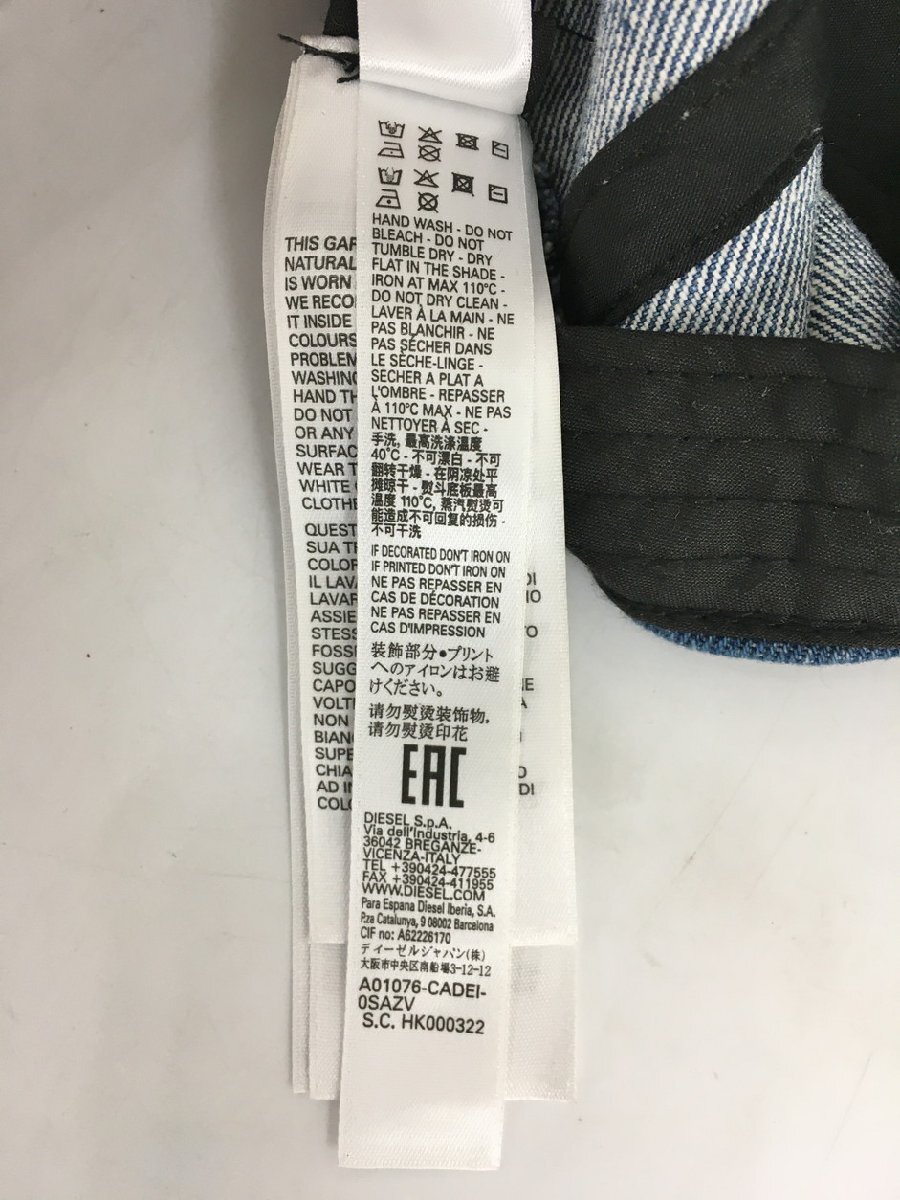 HAND WASH - DO NOT
BLEACH - DO NOT
TUMBLE DRY - DRY
FLAT IN THE SHADE -
IRON AT MAX 110°C -
DO NOT DRY CLEAN -
LAVER À LA MAIN - NE
PAS BLANCHIR - NE
PAS SÉCHER DANS
LE SÈCHE-LINGE -
SECHER A PLAT A
L'OMBRE - REPASSER
À 110°C MAX - NE PAS
NETTOYER À SEC -
手洗, 最高洗涤温度
40°C - 不可漂白 - 不可
翻转干燥 - 在阴凉处平
摊晾干 - 熨斗底板最高
温度 110°C, 蒸汽熨烫可
能造成不可回复的损伤 -
不可干洗
IF DECORATED DON'T IRON ON
IF PRINTED DON'T IRON ON
NE PAS REPASSER EN
CAS DE DÉCORATION
NE PAS REPASSER EN
CAS D'IMPRESSION
装飾部分●プリント
へのアイロンはお避
けください。
请勿熨烫装饰物,
请勿熨烫印花
EAC
DIESEL S.p.A.
Via dell'Industria, 4-6
36042 BREGANZE-
VICENZA-ITALY
TEL +390424-477555
FAX +390424-411955
WWW.DIESEL.COM
Para Espana Diesel Iberia, S.A.
P.za Catalunya, 9 08002 Barcelona
CIF no: A62226170
ディーゼルジャパン(株)
大阪市中央区南船場3-12-12
A01076-CADEI-
0SAZV
S.C. HK000322
THIS GAR
NATURAL
IS WORN
WE RECO
IT INSIDE
COLOURS
PROBLEM
WASHING
HAND TH
DO NOT
OR ANY
SURFAC
WEAR T
WHITE
CLOTHE
QUEST
SUA T
COLOR
IL LAV DI
LAVAR IO
ASSIE
STESS TO
FOSSE
SUGG
CAPO NE
VOLT A
NON
BIANC
SUPE
CHIA O
AD IN DI
COLO